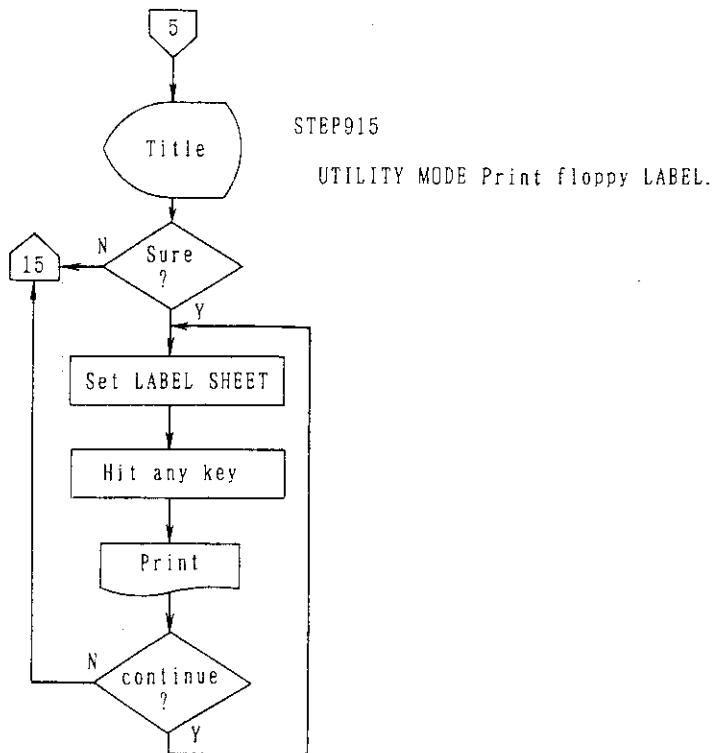 5
Title
STEP915
UTILITY MODE Print floppy LABEL.
Sure
?
N
15
Y
Set LABEL SHEET
Hit any key
Print
N
continue
?
Y